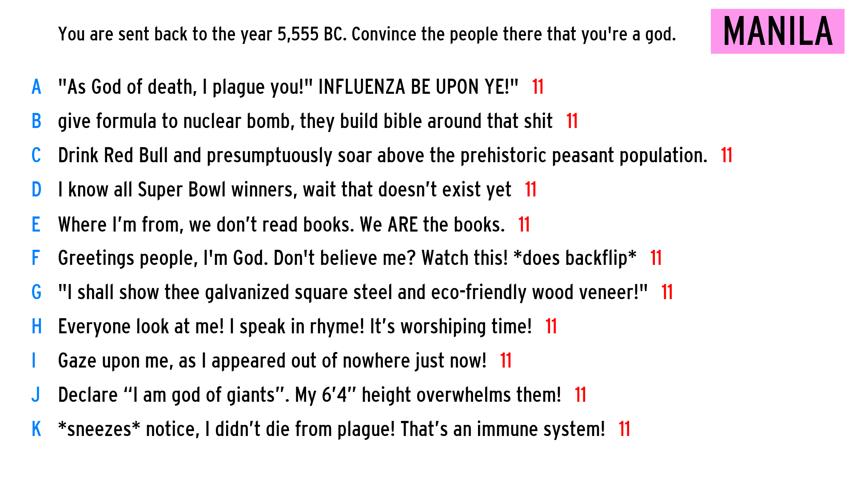 You are sent back to the year 5,555 BC. Convince the people there that you're a god.
MANILA
A "As God of death, I plague you!" INFLUENZA BE UPON YE!" 11
B give formula to nuclear bomb, they build bible around that shit 11
C Drink Red Bull and presumptuously soar above the prehistoric peasant population. 11
D I know all Super Bowl winners, wait that doesn’t exist yet 11
E Where I’m from, we don’t read books. We ARE the books. 11
F Greetings people, I'm God. Don't believe me? Watch this! *does backflip* 11
G "I shall show thee galvanized square steel and eco-friendly wood veneer!" 11
H Everyone look at me! I speak in rhyme! It’s worshiping time! 11
I Gaze upon me, as I appeared out of nowhere just now! 11
J Declare “I am god of giants”. My 6’4” height overwhelms them! 11
K *sneezes* notice, I didn’t die from plague! That’s an immune system! 11